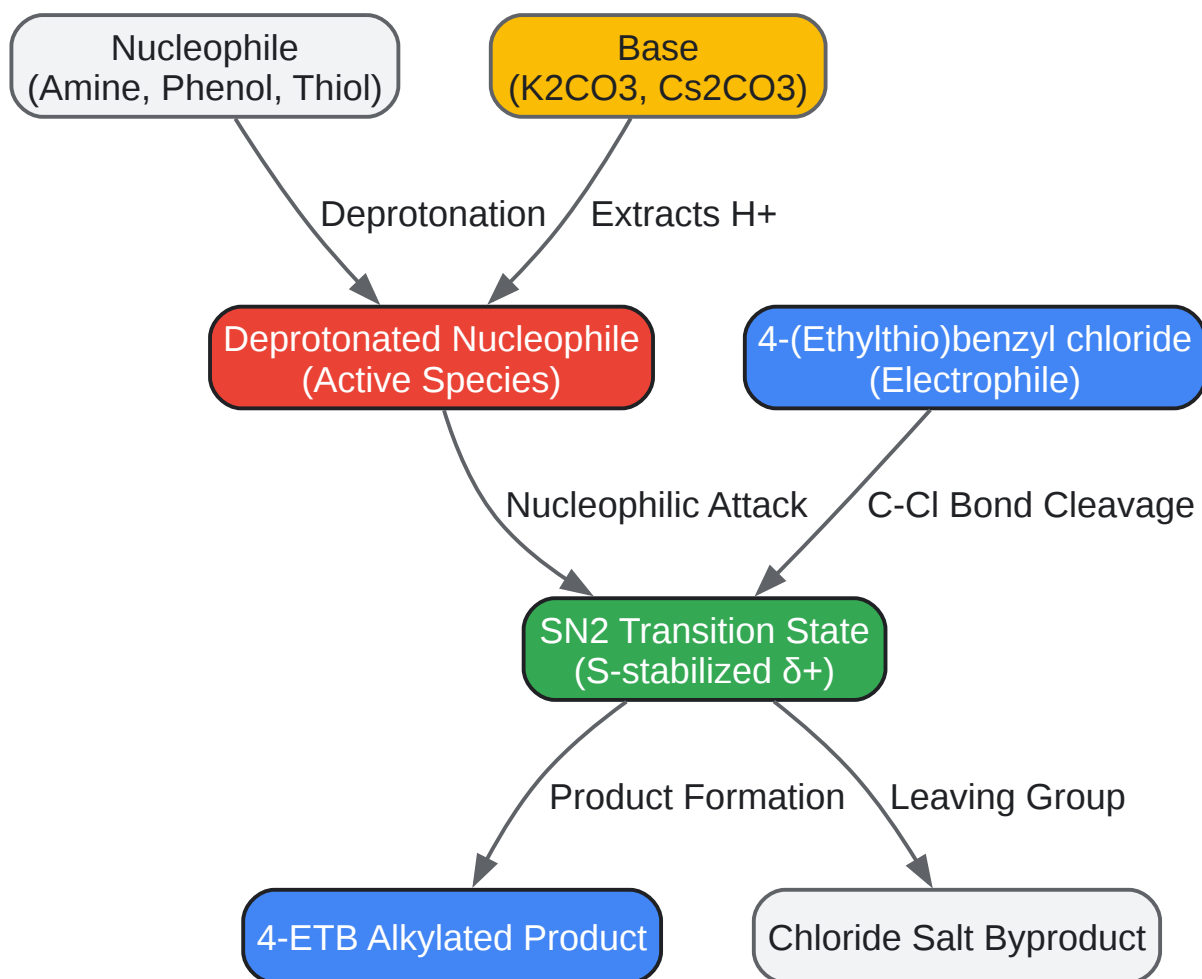 Nucleophile
(Amine, Phenol, Thiol)
Base
(K2CO3, Cs2CO3)
Deprotonation
Extracts H+
Deprotonated Nucleophile
(Active Species)
4-(Ethylthio)benzyl chloride
(Electrophile)
Nucleophilic Attack
C-Cl Bond Cleavage
SN2 Transition State
(S-stabilized δ+)
Product Formation
Leaving Group
4-ETB Alkylated Product
Chloride Salt Byproduct